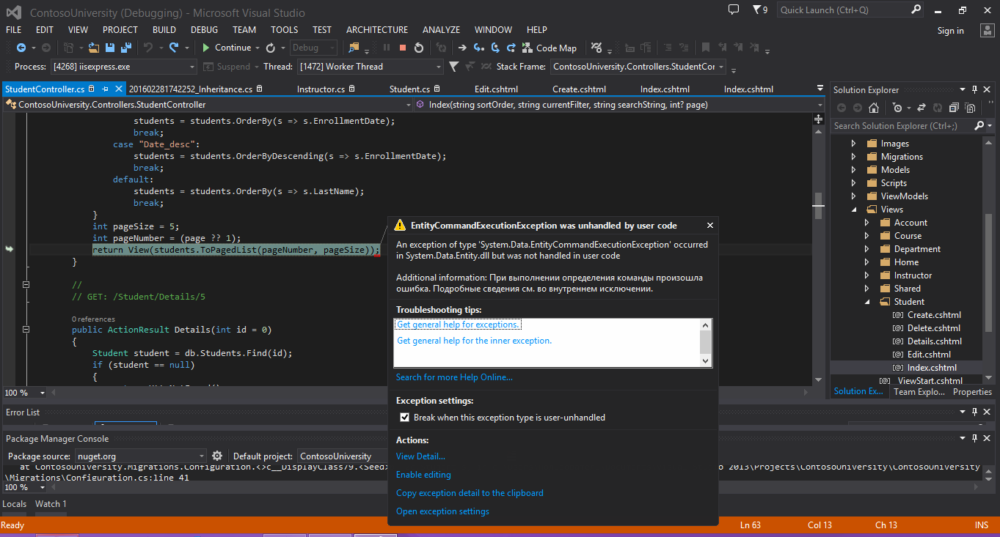 ContosoUniversity (Debugging) - Microsoft Visual Studio
9
Quick Launch (Ctrl+Q)
FILE EDIT VIEW PROJECT BUILD DEBUG TEAM TOOLS TEST ARCHITECTURE ANALYZE WINDOW HELP
Sign in
Continue Debug Code Map
Process: [4268] iisexpress.exe Suspend Thread: [1472] Worker Thread Stack Frame: ContosoUniversity.Controllers.StudentCor
StudentController.cs 201602281742252_Inheritance.cs Instructor.cs Student.cs Edit.cshtml Create.cshtml Index.cshtml Index.cshtml
ContosoUniversity.Controllers.StudentController Index(string sortOrder, string currentFilter, string searchString, int? page)
students = students.OrderBy(s => s.EnrollmentDate);
break;
case "Date_desc":
students = students.OrderByDescending(s => s.EnrollmentDate);
break;
default:
students = students.OrderBy(s => s.LastName);
break;
}
int pageSize = 5;
int pageNumber = (page ?? 1);
return View(students.ToPagedList(pageNumber, pageSize));
}
//
// GET: /Student/Details/5
0 references
public ActionResult Details(int id = 0)
{
Student student = db.Students.Find(id);
if (student == null)
{
100 %
EntityCommandExecutionException was unhandled by user code
An exception of type 'System.Data.EntityCommandExecutionException' occurred
in System.Data.Entity.dll but was not handled in user code
Additional information: При выполнении определения команды произошла
ошибка. Подробные сведения см. во внутреннем исключении.
Troubleshooting tips:
Get general help for exceptions.
Get general help for the inner exception.
Search for more Help Online...
Exception settings:
Break when this exception type is user-unhandled
Actions:
View Detail...
Enable editing
Copy exception detail to the clipboard
Open exception settings
Solution Explorer
Search Solution Explorer (Ctrl+;)
Images
Migrations
Models
Scripts
ViewModels
Views
Account
Course
Department
Home
Instructor
Shared
Student
Create.cshtml
Delete.cshtml
Details.cshtml
Edit.cshtml
Index.cshtml
_ViewStart.cshtml
Solution Ex... Team Explo... Properties
Error List
Package Manager Console
Package source: nuget.org Default project: ContosoUniversity
at ContosoUniversity.Migrations.Configuration.<>c__DisplayClass79.<Seed> o 2013\Projects\ContosoUniversity\ContosoUniversity
\Migrations\Configuration.cs:line 41
100 %
Locals Watch 1
Ready Ln 63 Col 13 Ch 13 INS